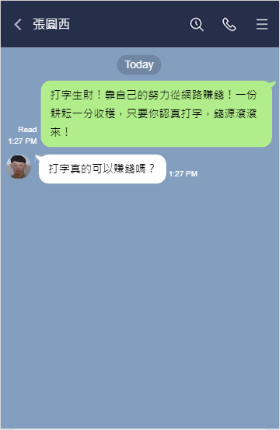 張圓西
Today
打字生財！靠自己的努力從網路賺錢！一份
耕耘一分收穫，只要你認真打字，錢源滾滾
來！
Read
1:27 PM
打字真的可以賺錢嗎？
1:27 PM